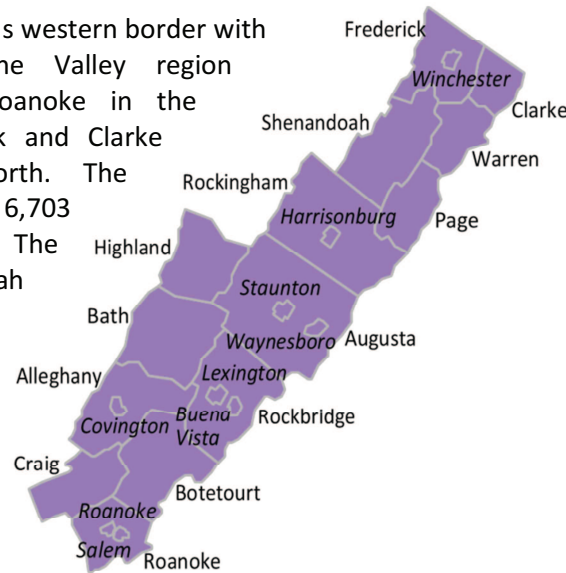 s western border with
ne Valley region
oanoke in the
k and Clarke
orth. The
6,703
The
ah
Frederick
Winchester
Clarke
Shenandoah
Warren
Rockingham
Harrisonburg
Page
Highland
Staunton
Bath
Waynesboro
Augusta
Alleghany
Lexington
Buena
Vista
Rockbridge
Covington
Craig
Botetourt
Roanoke
Salem
Roanoke